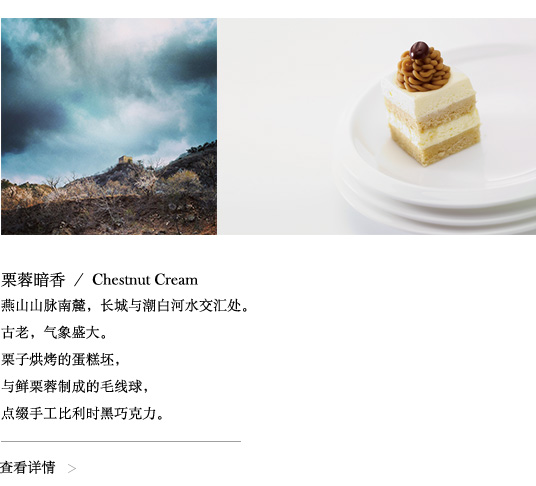 栗蓉暗香 / Chestnut Cream
燕山山脉南麓，长城与潮白河水交汇处。
古老，气象盛大。
栗子烘烤的蛋糕坯，
与鲜栗蓉制成的毛线球，
点缀手工比利时黑巧克力。
查看详情 >